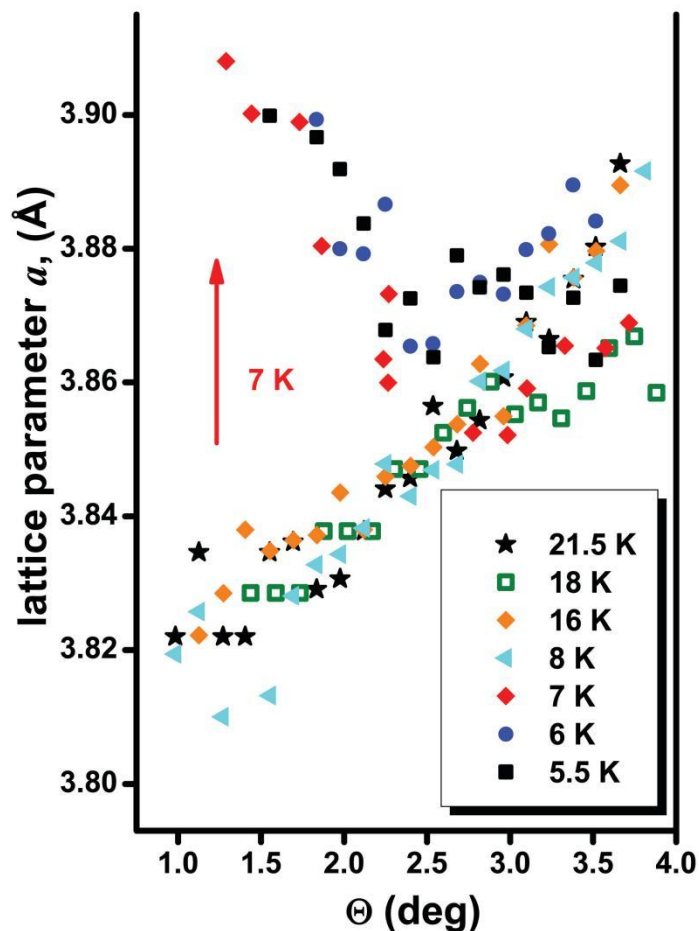 3.90
3.88
3.86
3.84
3.82
3.80
lattice parameter a, (Å)
7 K
21.5 K
18 K
16 K
8 K
7 K
6 K
5.5 K
1.0 1.5 2.0 2.5 3.0 3.5 4.0
Θ (deg)